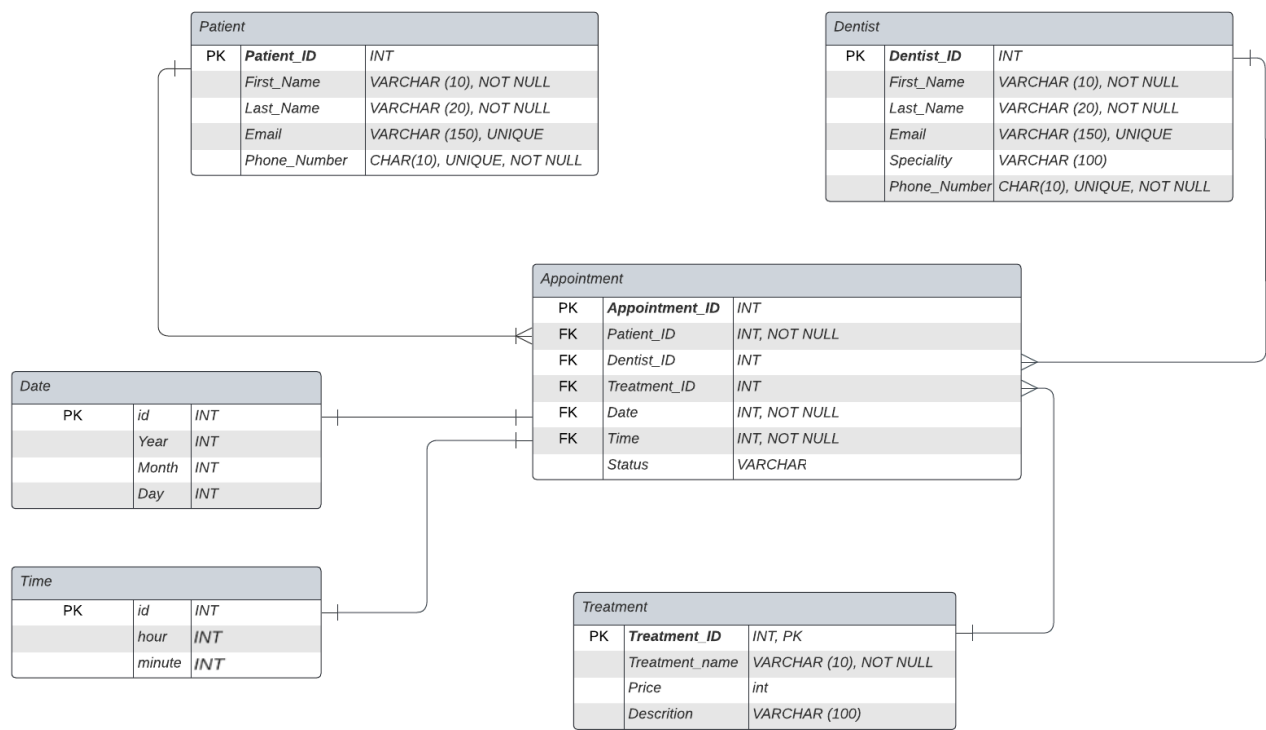 Patient
PK Patient_ID INT
First_Name VARCHAR (10), NOT NULL
Last_Name VARCHAR (20), NOT NULL
Email VARCHAR (150), UNIQUE
Phone_Number CHAR(10), UNIQUE, NOT NULL
Dentist
PK Dentist_ID INT
First_Name VARCHAR (10), NOT NULL
Last_Name VARCHAR (20), NOT NULL
Email VARCHAR (150), UNIQUE
Speciality VARCHAR (100)
Phone_Number CHAR(10), UNIQUE, NOT NULL
Appointment
PK Appointment_ID INT
FK Patient_ID INT, NOT NULL
FK Dentist_ID INT
FK Treatment_ID INT
FK Date INT, NOT NULL
FK Time INT, NOT NULL
Status VARCHAR
Date
PK id INT
Year INT
Month INT
Day INT
Time
PK id INT
hour INT
minute INT
Treatment
PK Treatment_ID INT, PK
Treatment_name VARCHAR (10), NOT NULL
Price int
Descrition VARCHAR (100)